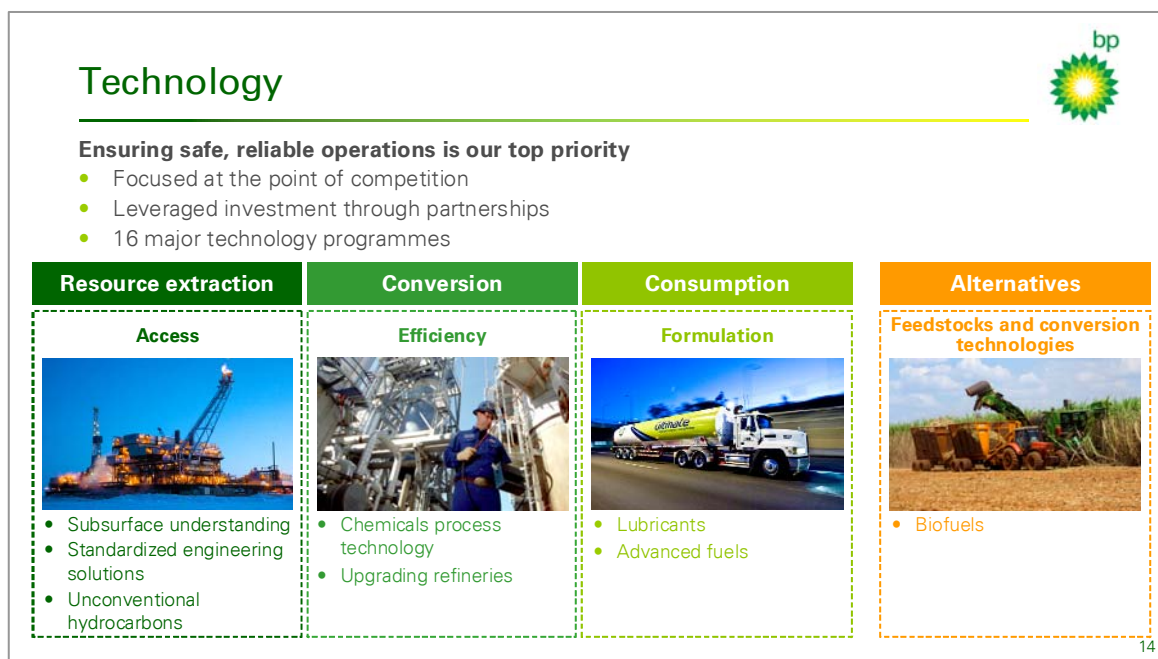 bp
Technology
Ensuring safe, reliable operations is our top priority
• Focused at the point of competition
• Leveraged investment through partnerships
• 16 major technology programmes
Resource extraction
Access
• Subsurface understanding
• Standardized engineering
solutions
• Unconventional
hydrocarbons
Conversion
Efficiency
• Chemicals process
technology
• Upgrading refineries
Consumption
Formulation
ultimate
• Lubricants
• Advanced fuels
Alternatives
Feedstocks and conversion
technologies
• Biofuels
14